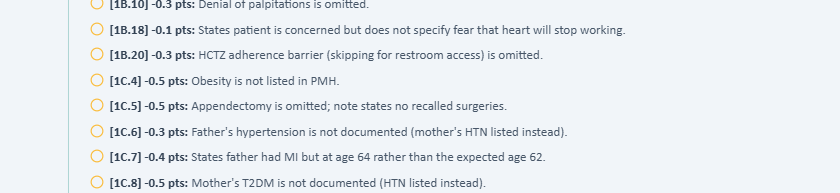 [1B.10] -0.3 pts: Denial of palpitations is omitted.
[1B.18] -0.1 pts: States patient is concerned but does not specify fear that heart will stop working.
[1B.20] -0.3 pts: HCTZ adherence barrier (skipping for restroom access) is omitted.
[1C.4] -0.5 pts: Obesity is not listed in PMH.
[1C.5] -0.5 pts: Appendectomy is omitted; note states no recalled surgeries.
[1C.6] -0.3 pts: Father's hypertension is not documented (mother's HTN listed instead).
[1C.7] -0.4 pts: States father had MI but at age 64 rather than the expected age 62.
[1C.8] -0.5 pts: Mother's T2DM is not documented (HTN listed instead).